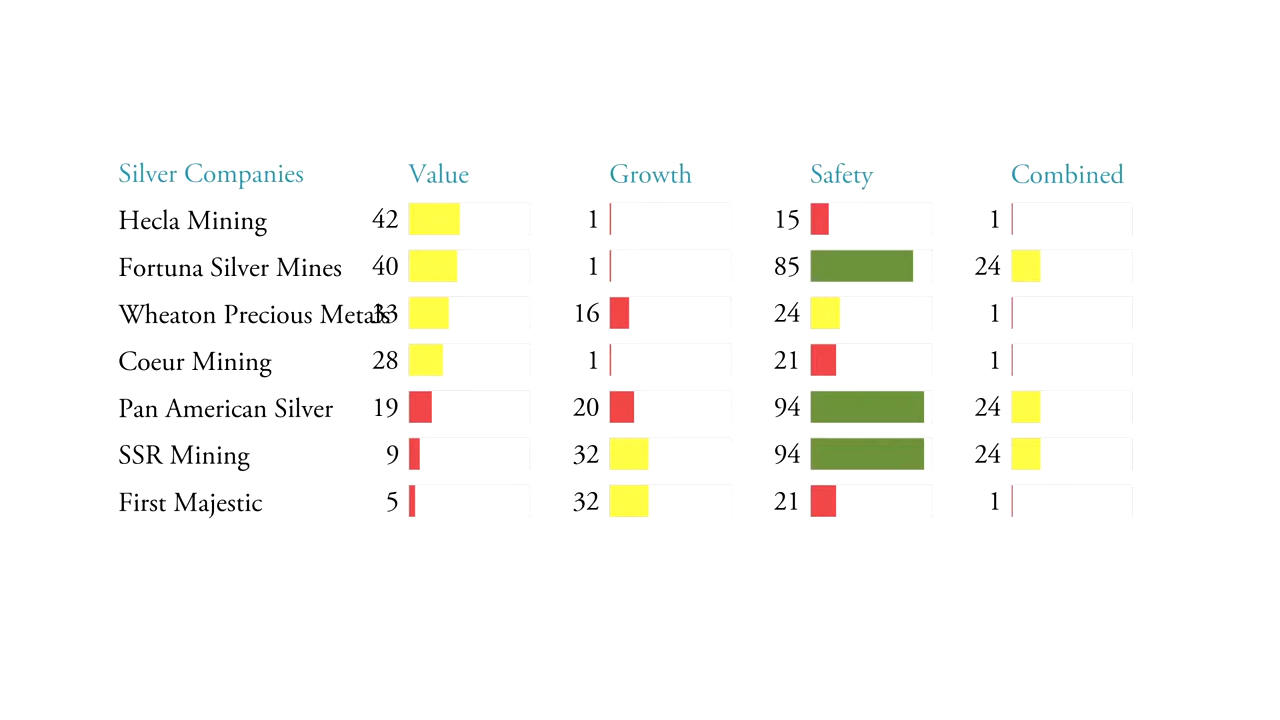 Silver Companies Value Growth Safety Combined
Hecla Mining 42 1 15 1
Fortuna Silver Mines 40 1 85 24
Wheaton Precious Metals 33 16 24 1
Coeur Mining 28 1 21 1
Pan American Silver 19 20 94 24
SSR Mining 9 32 94 24
First Majestic 5 32 21 1